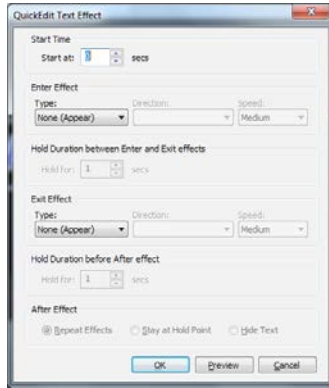 QuickEdit Text Effect
Start Time
Start at: 0 secs
Enter Effect
Type: Direction: Speed:
None (Appear) Medium
Hold Duration between Enter and Exit effects
Hold for: 1 secs
Exit Effect
Type: Direction: Speed:
None (Appear) Medium
Hold Duration before After effect
Hold for: 1 secs
After Effect
Repeat Effects Stay at Hold Point Hide Text
OK Preview Cancel